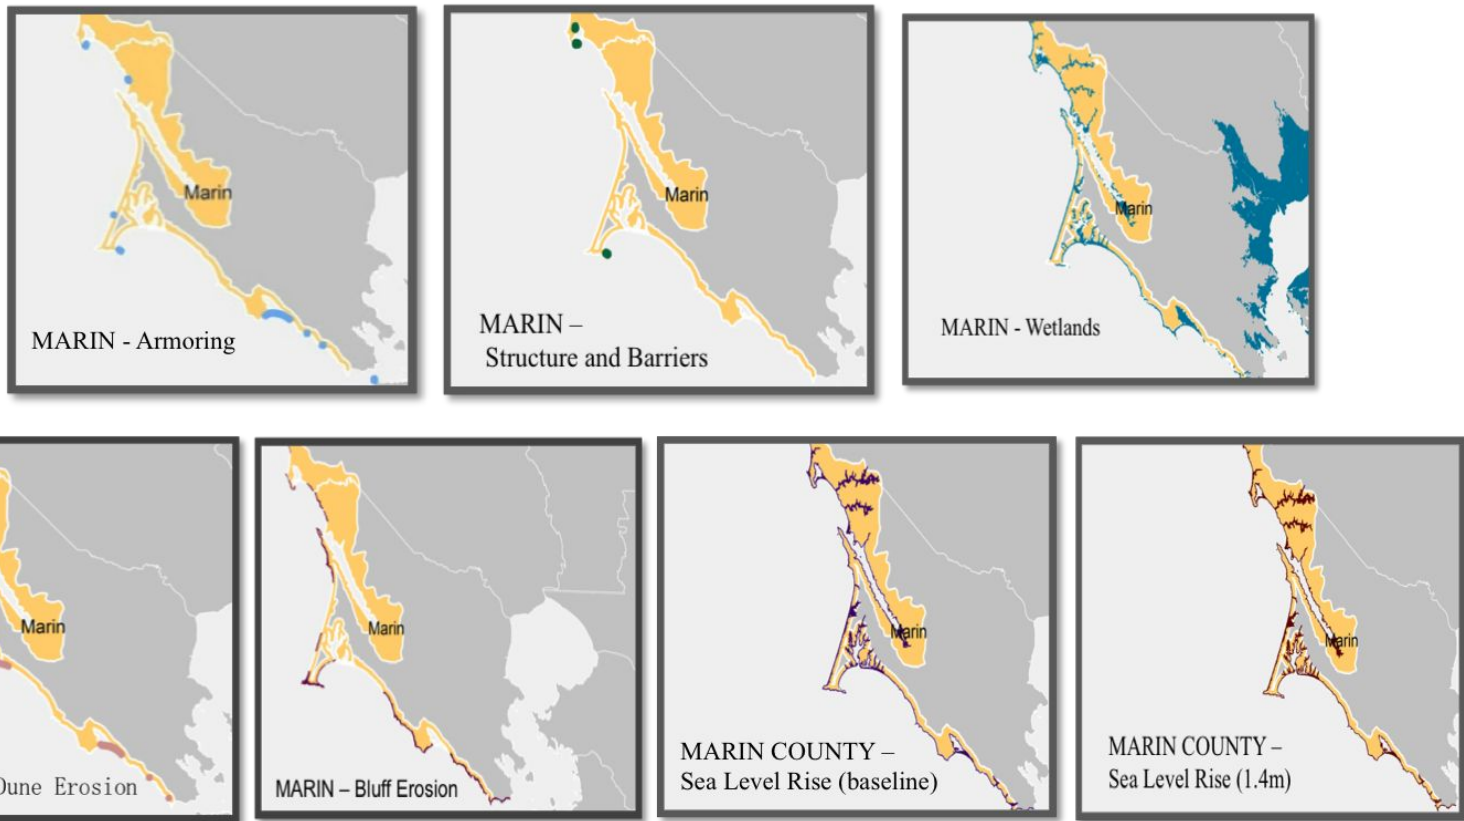 Marin
MARIN - Armoring
Marin
MARIN –
Structure and Barriers
Marin
MARIN - Wetlands
Marin
Dune Erosion
Marin
MARIN – Bluff Erosion
Marin
MARIN COUNTY –
Sea Level Rise (baseline)
Marin
MARIN COUNTY –
Sea Level Rise (1.4m)